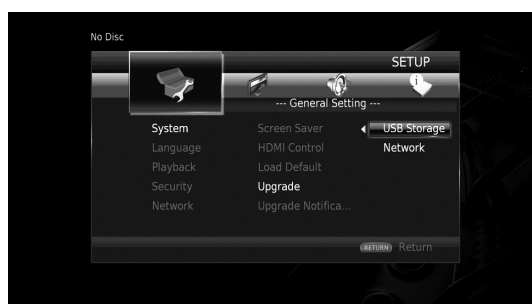 No Disc
SETUP
--- General Setting ---
System
Screen Saver
USB Storage
Language
HDMI Control
Network
Playback
Load Default
Security
Upgrade
Network
Upgrade Notifica...
RETURN Return